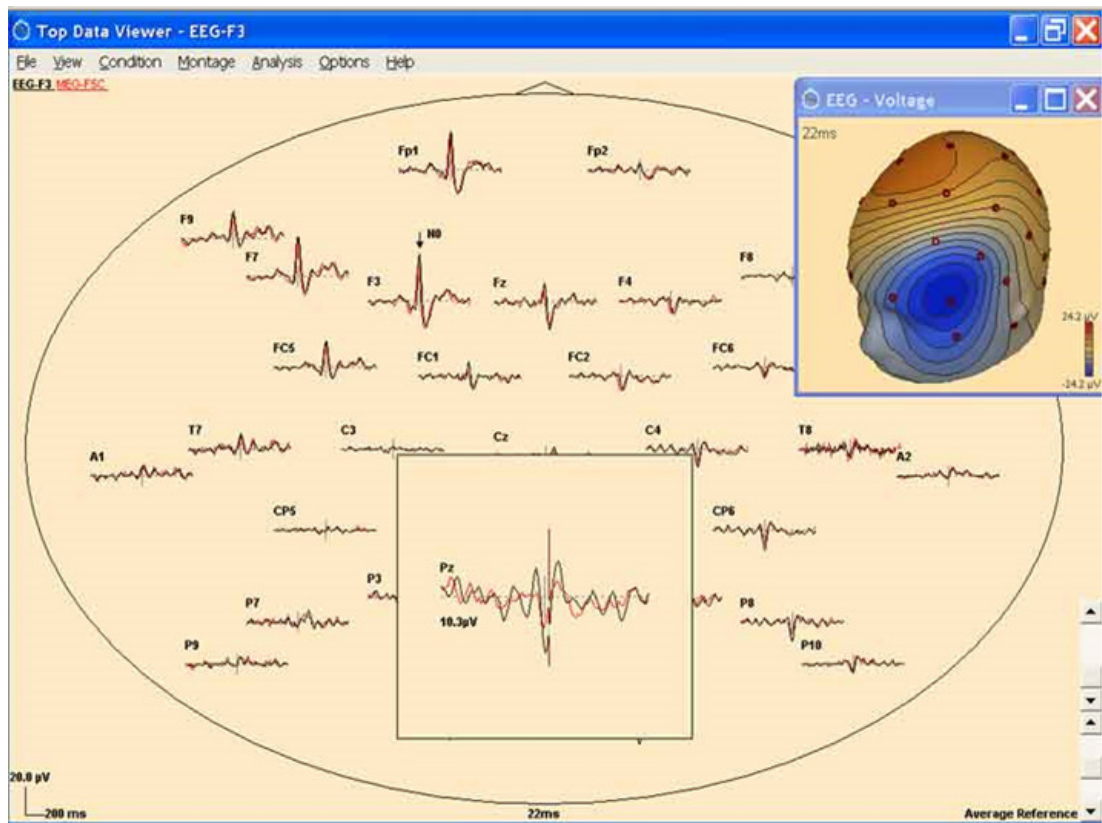 Top Data Viewer - EEG-F3
File View Condition Montage Analysis Options Help
EEG-F3 MEG-FSC
EEG - Voltage
22ms
24.2 µV
-24.2 µV
Fp1 Fp2
F9
N0
F7 F3 Fz F4 F8
FC5 FC1 FC2 FC6
T7 C3 Cz C4 T8
A1 A2
CP5 CP6
Pz
10.3µV
P3
P7 P8
P9 P10
20.0 µV
200 ms
22ms
Average Reference